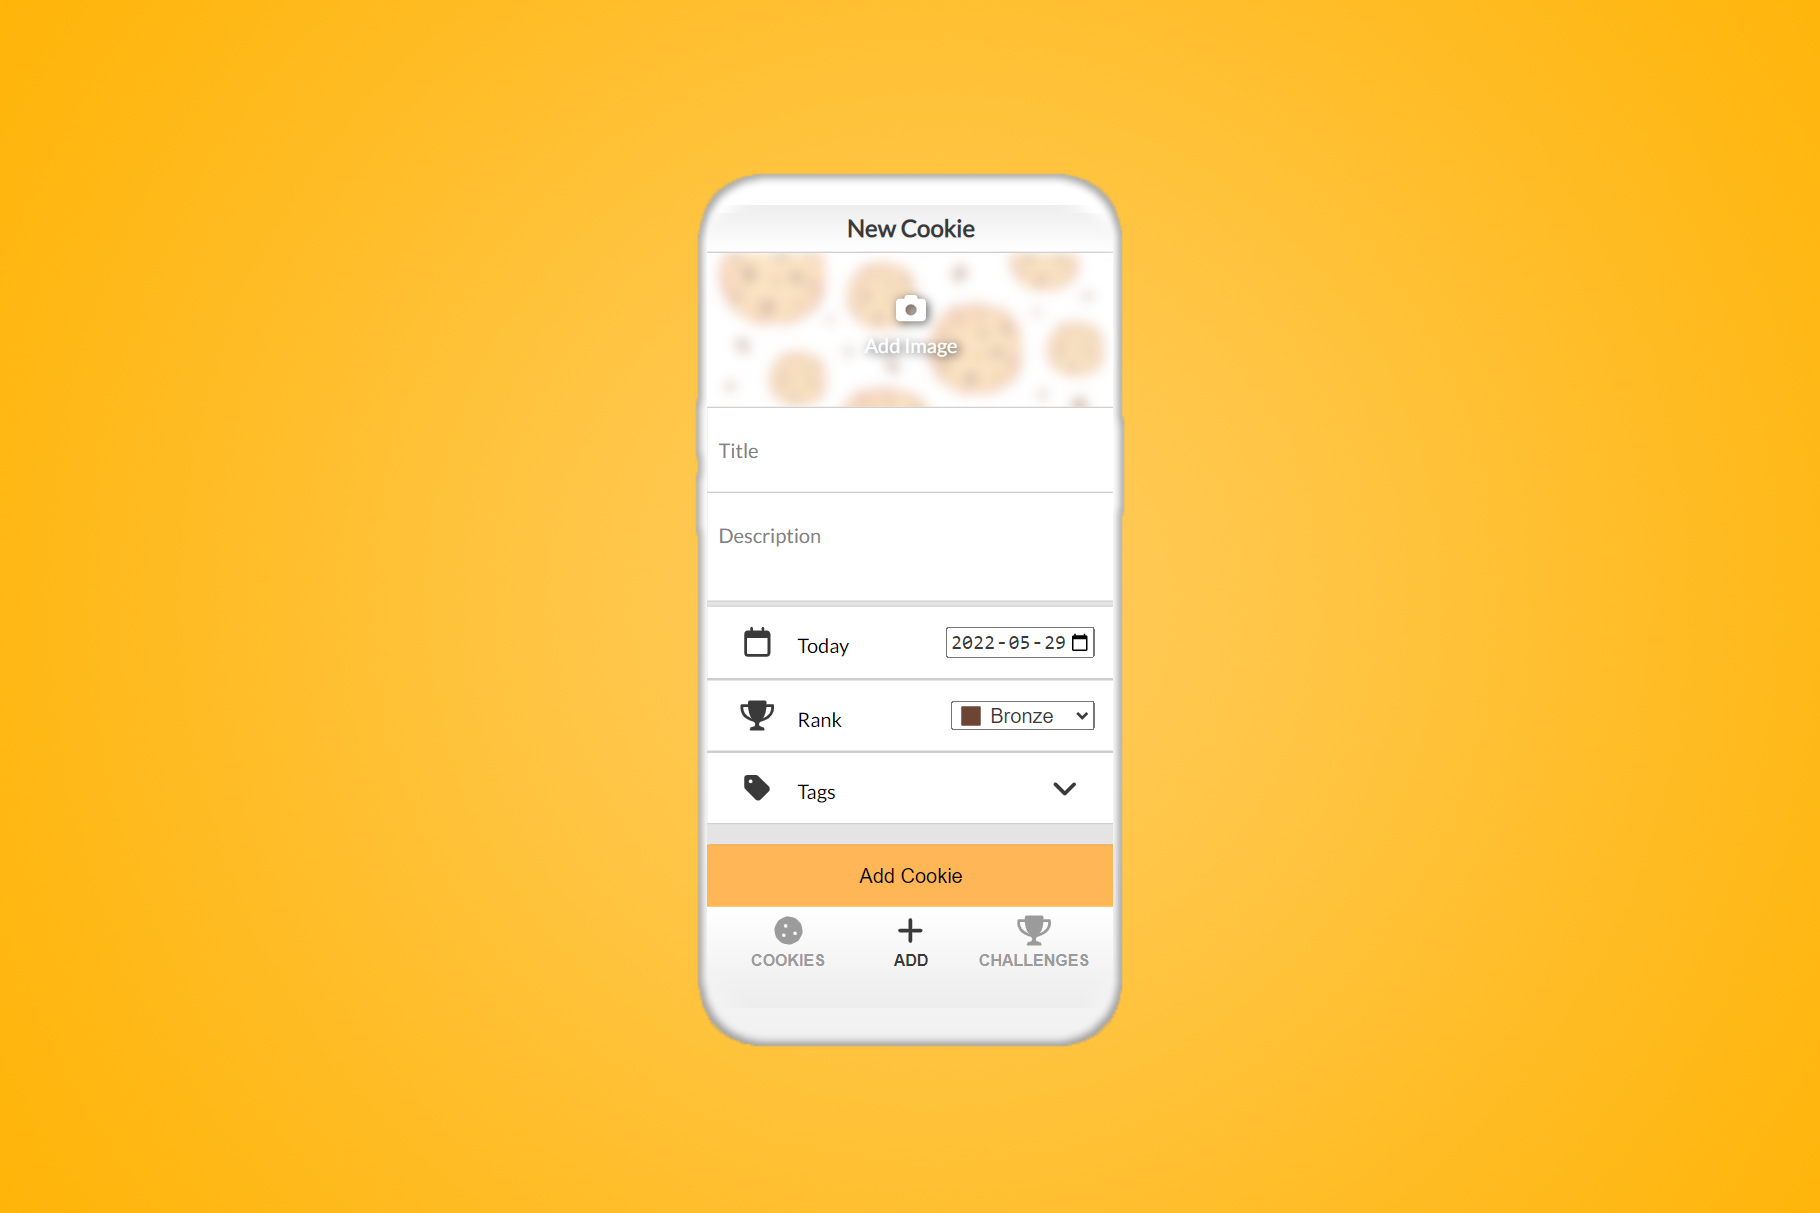 New Cookie
Add Image
Title
Description
Today 2022-05-29
Rank Bronze
Tags
Add Cookie
COOKIES ADD CHALLENGES